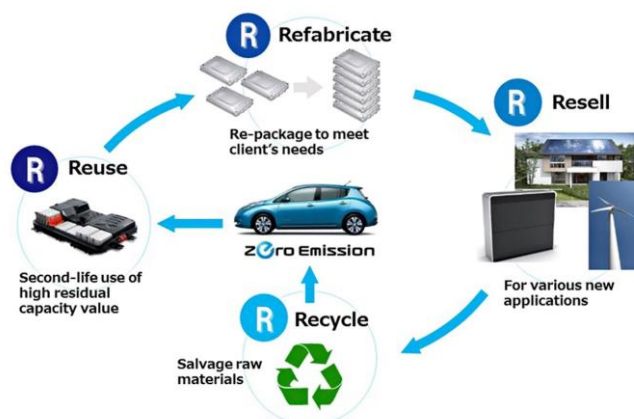 R Refabricate
Re-package to meet
client's needs
R Resell
For various new
applications
R Recycle
Salvage raw
materials
R Reuse
Second-life use of
high residual
capacity value
zero Emission